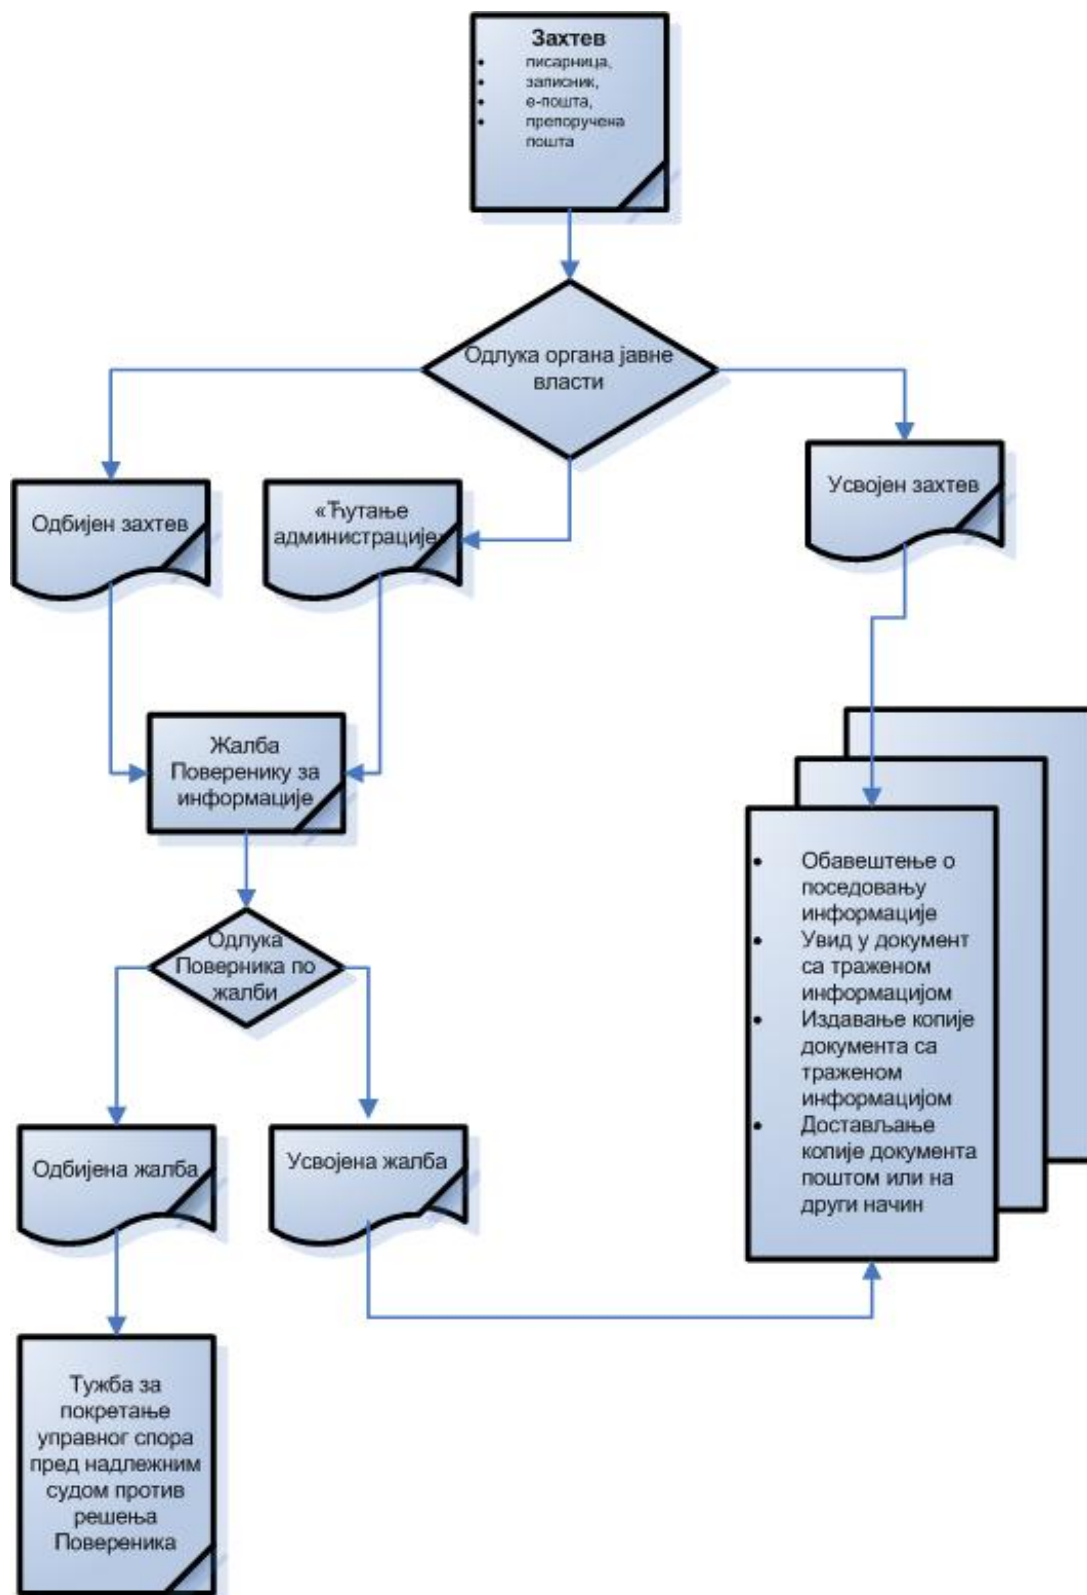 Захтев
• писарница,
• записник,
• е-пошта,
• препоручена
пошта
Одлука органа јавне
власти
Одбијен захтев
«Ћутање
администрације»
Усвојен захтев
Жалба
Поверенику за
информације
Одлука
Поверника по
жалби
• Обавештење о
поседовању
информације
• Увид у документ
са траженом
информацијом
• Издавање копије
документа са
траженом
информацијом
• Достављање
копије документа
поштом или на
други начин
Одбијена жалба
Усвојена жалба
Тужба за
покретање
управног спора
пред надлежним
судом против
решења
Повереника